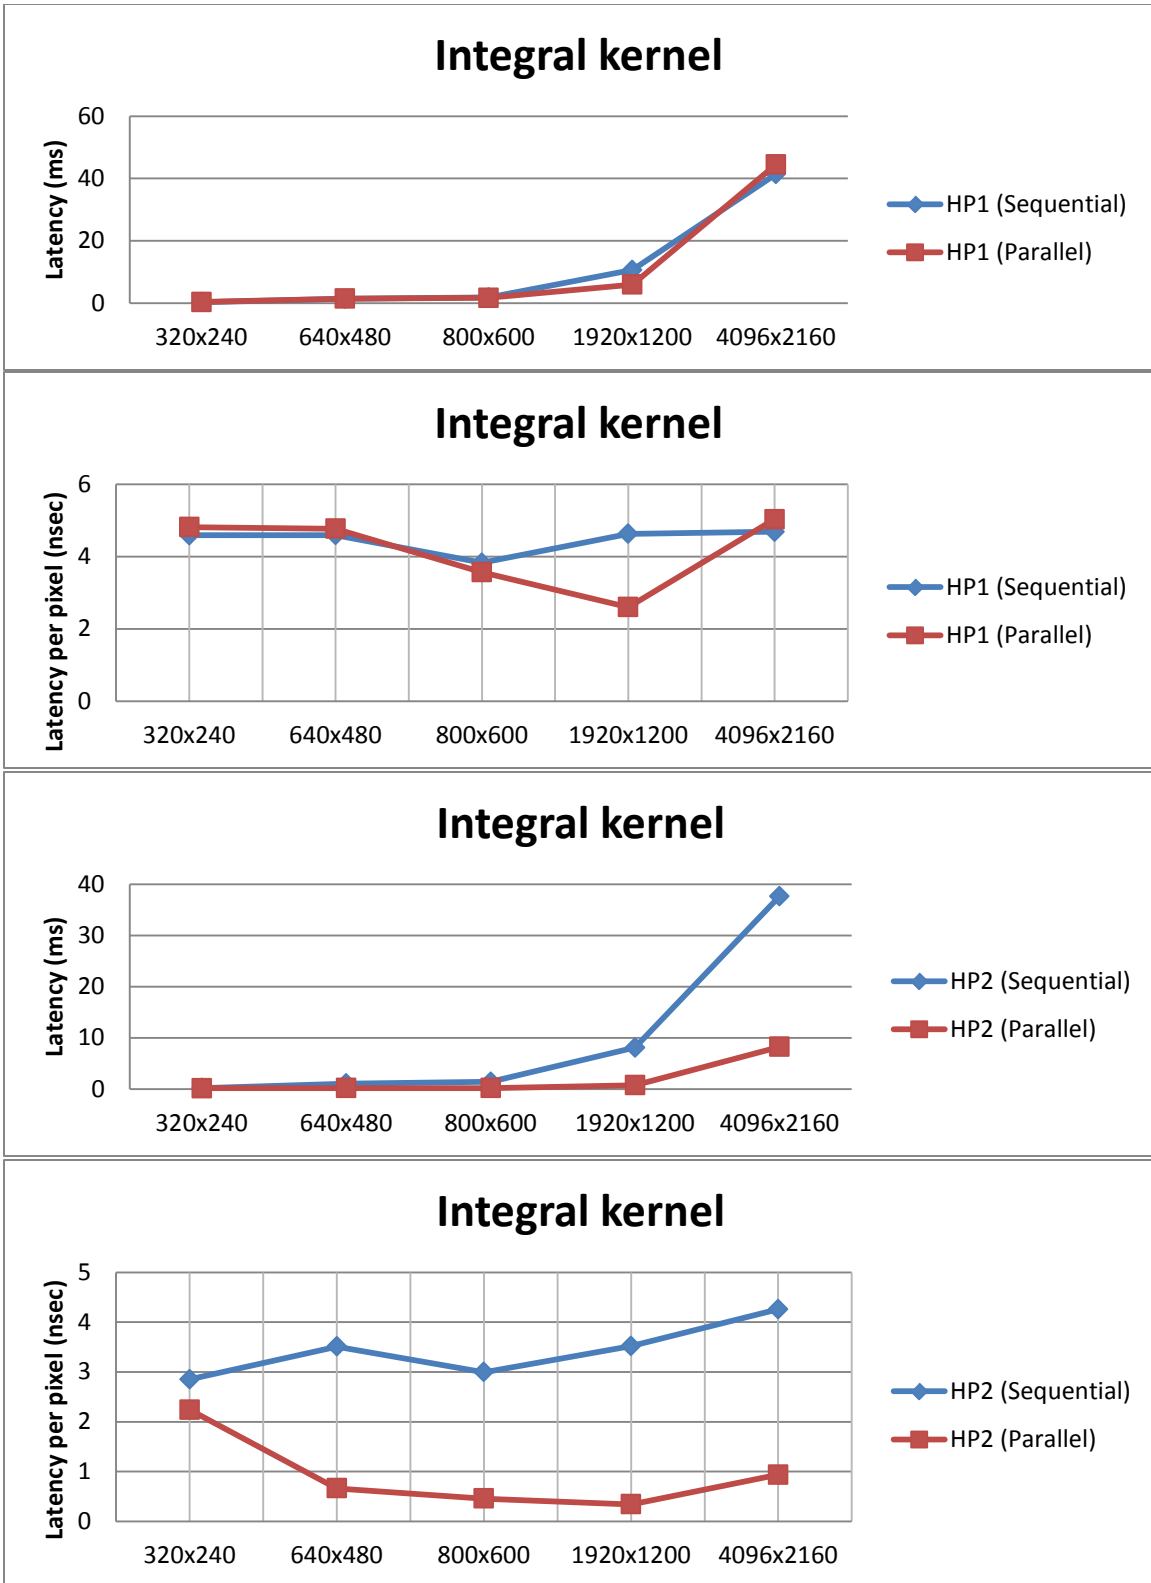 Integral kernel
Latency (ms)
60
40
20
0
320x240 640x480 800x600 1920x1200 4096x2160
HP1 (Sequential)
HP1 (Parallel)
Integral kernel
Latency per pixel (nsec)
6
4
2
0
320x240 640x480 800x600 1920x1200 4096x2160
HP1 (Sequential)
HP1 (Parallel)
Integral kernel
Latency (ms)
40
30
20
10
0
320x240 640x480 800x600 1920x1200 4096x2160
HP2 (Sequential)
HP2 (Parallel)
Integral kernel
Latency per pixel (nsec)
5
4
3
2
1
0
320x240 640x480 800x600 1920x1200 4096x2160
HP2 (Sequential)
HP2 (Parallel)